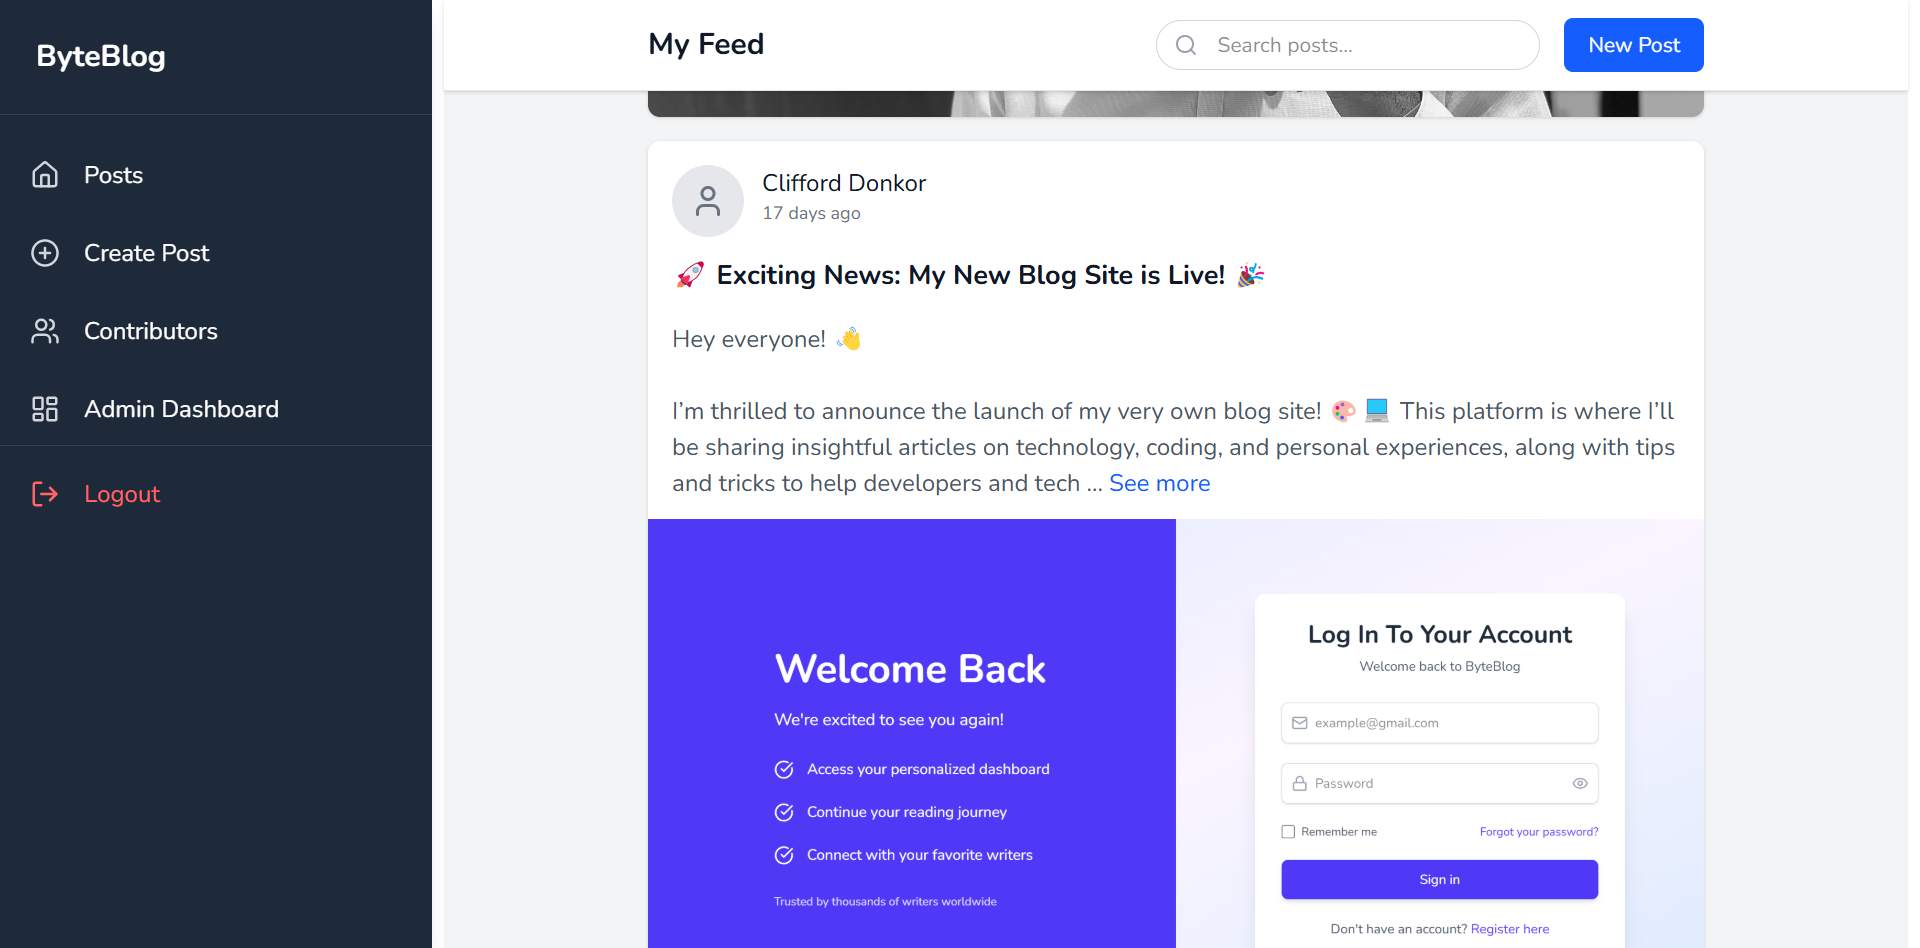 ByteBlog
Posts
Create Post
Contributors
Admin Dashboard
Logout
My Feed
Search posts...
New Post
Clifford Donkor
17 days ago
🚀 Exciting News: My New Blog Site is Live! 🎉
Hey everyone! 👋
I’m thrilled to announce the launch of my very own blog site! 🎨 💻 This platform is where I’ll
be sharing insightful articles on technology, coding, and personal experiences, along with tips
and tricks to help developers and tech ... See more
Welcome Back
We're excited to see you again!
Access your personalized dashboard
Continue your reading journey
Connect with your favorite writers
Trusted by thousands of writers worldwide
Log In To Your Account
Welcome back to ByteBlog
example@gmail.com
Password
Remember me Forgot your password?
Sign in
Don't have an account? Register here